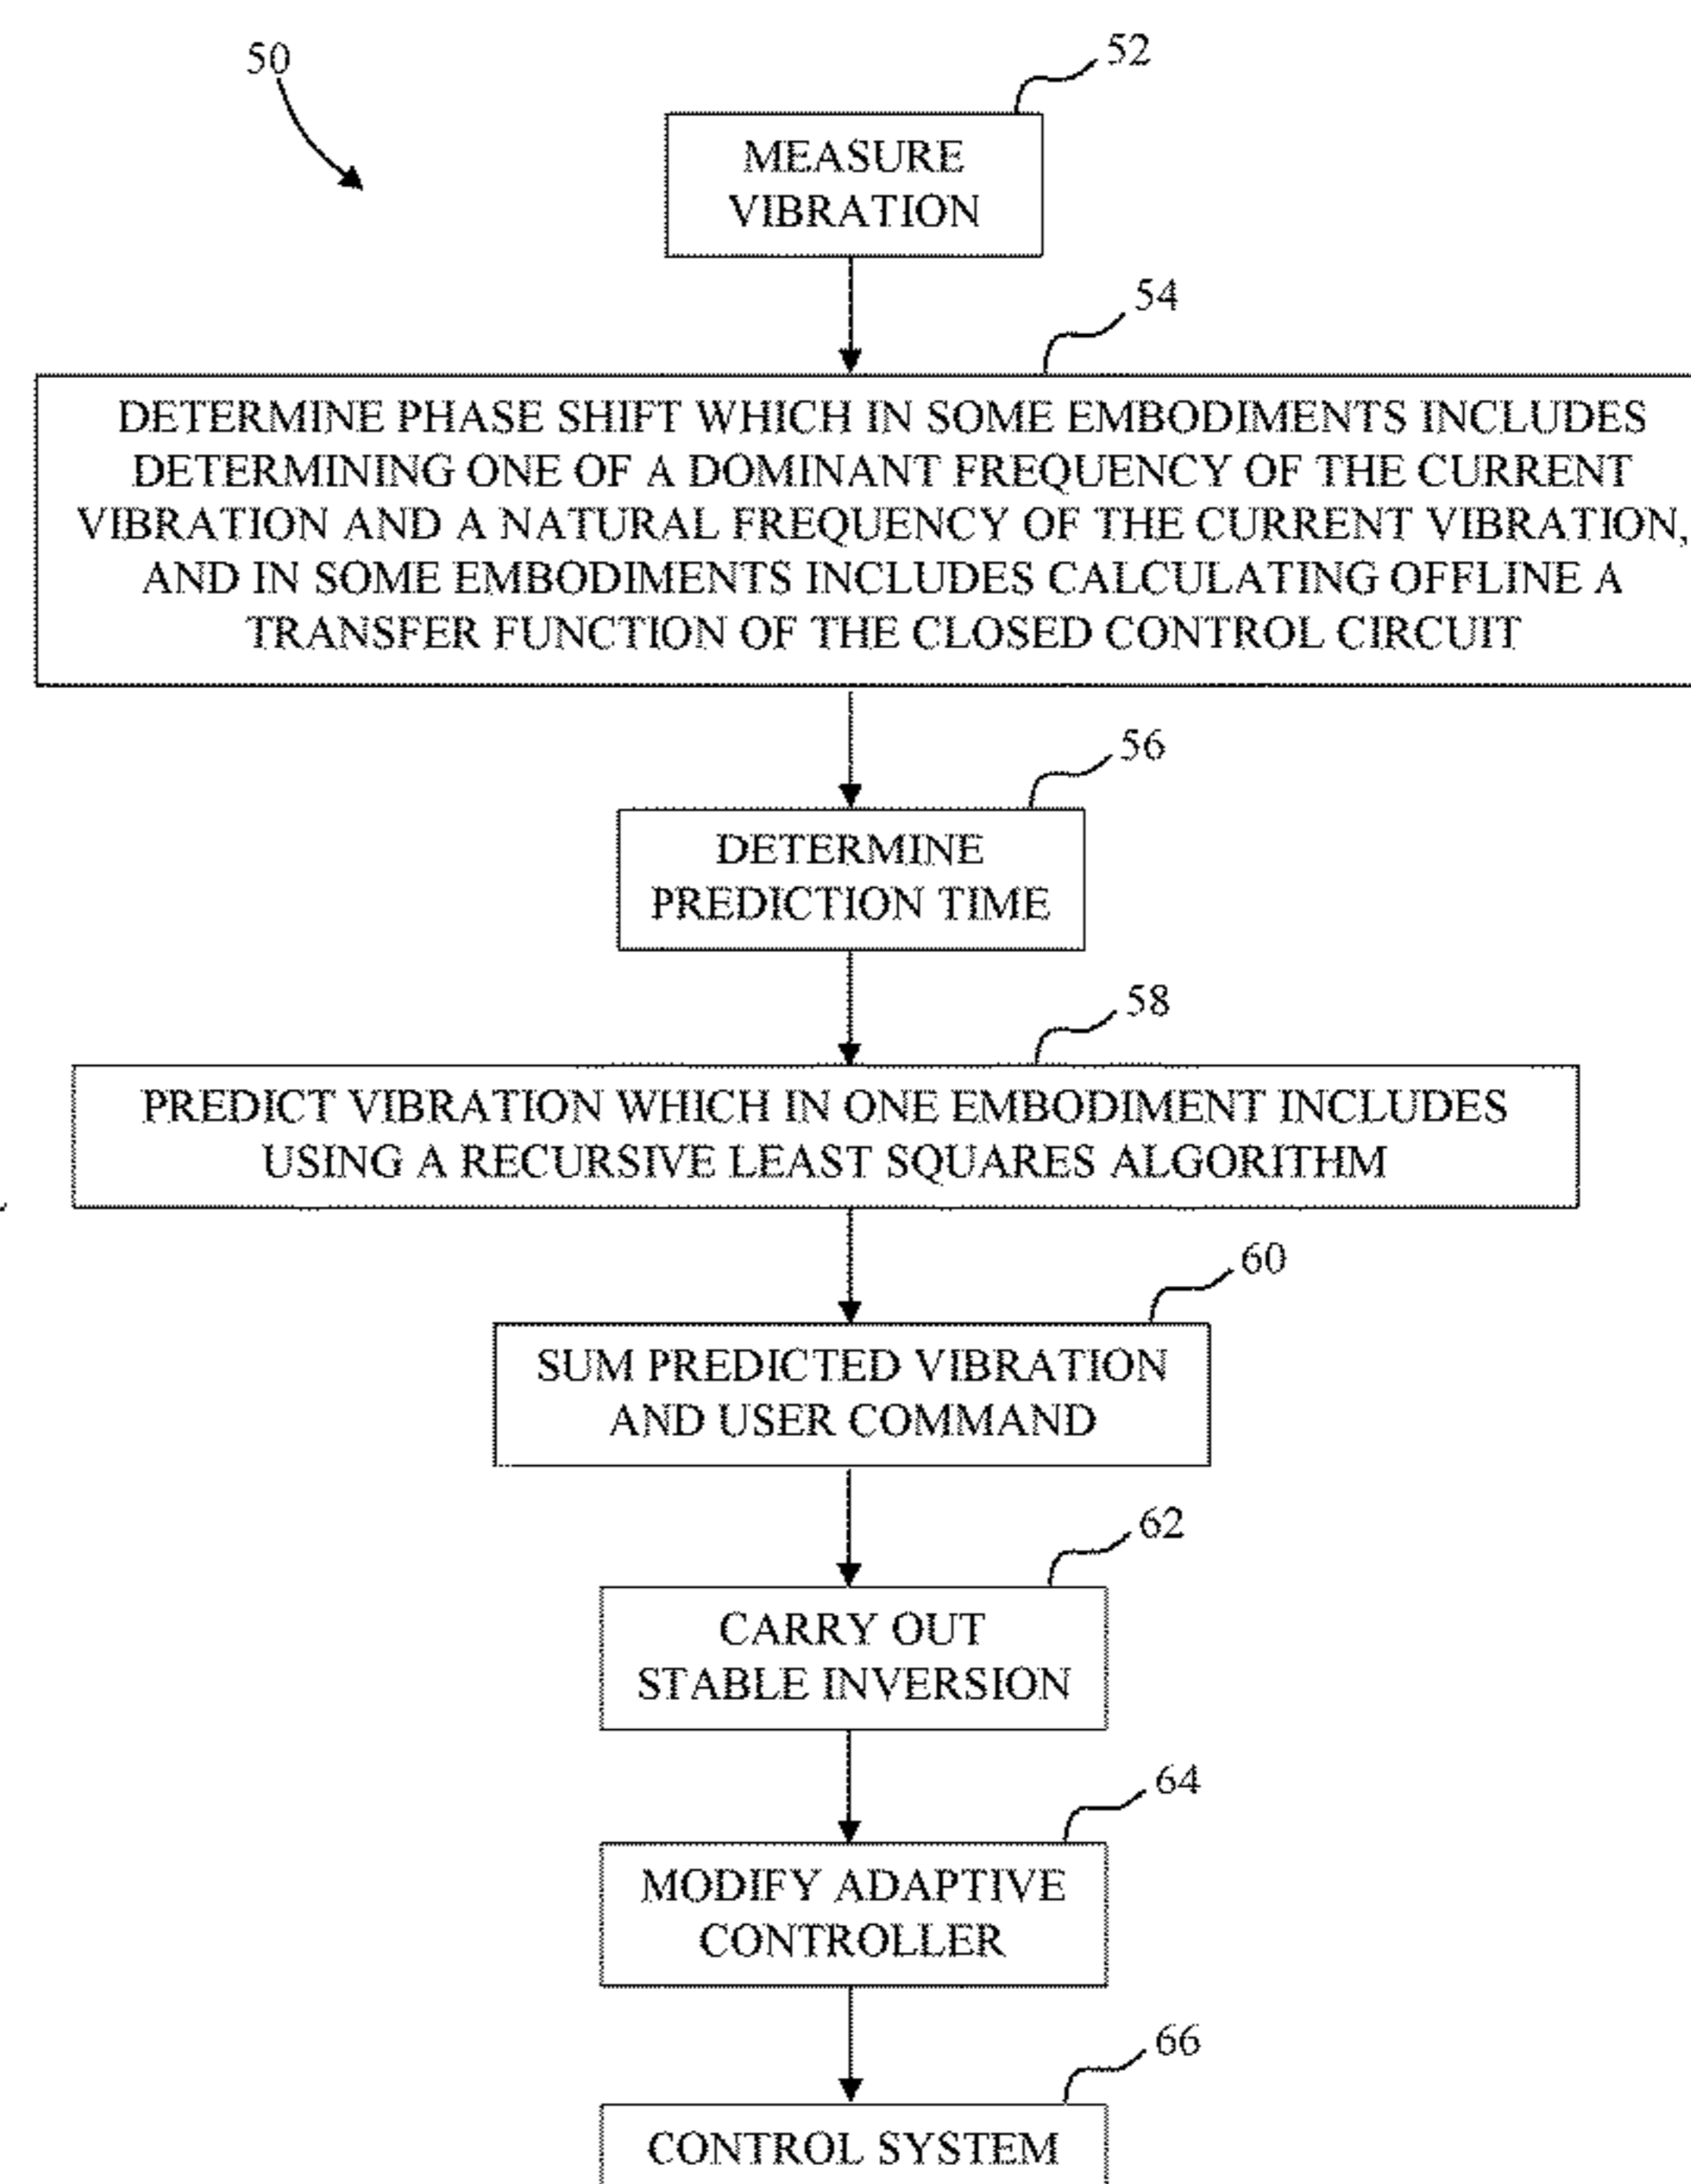 50
52
MEASURE
VIBRATION
54
DETERMINE PHASE SHIFT WHICH IN SOME EMBODIMENTS INCLUDES
DETERMINING ONE OF A DOMINANT FREQUENCY OF THE CURRENT
VIBRATION AND A NATURAL FREQUENCY OF THE CURRENT VIBRATION,
AND IN SOME EMBODIMENTS INCLUDES CALCULATING OFFLINE A
TRANSFER FUNCTION OF THE CLOSED CONTROL CIRCUIT
56
DETERMINE
PREDICTION TIME
58
PREDICT VIBRATION WHICH IN ONE EMBODIMENT INCLUDES
USING A RECURSIVE LEAST SQUARES ALGORITHM
60
SUM PREDICTED VIBRATION
AND USER COMMAND
62
CARRY OUT
STABLE INVERSION
64
MODIFY ADAPTIVE
CONTROLLER
66
CONTROL SYSTEM